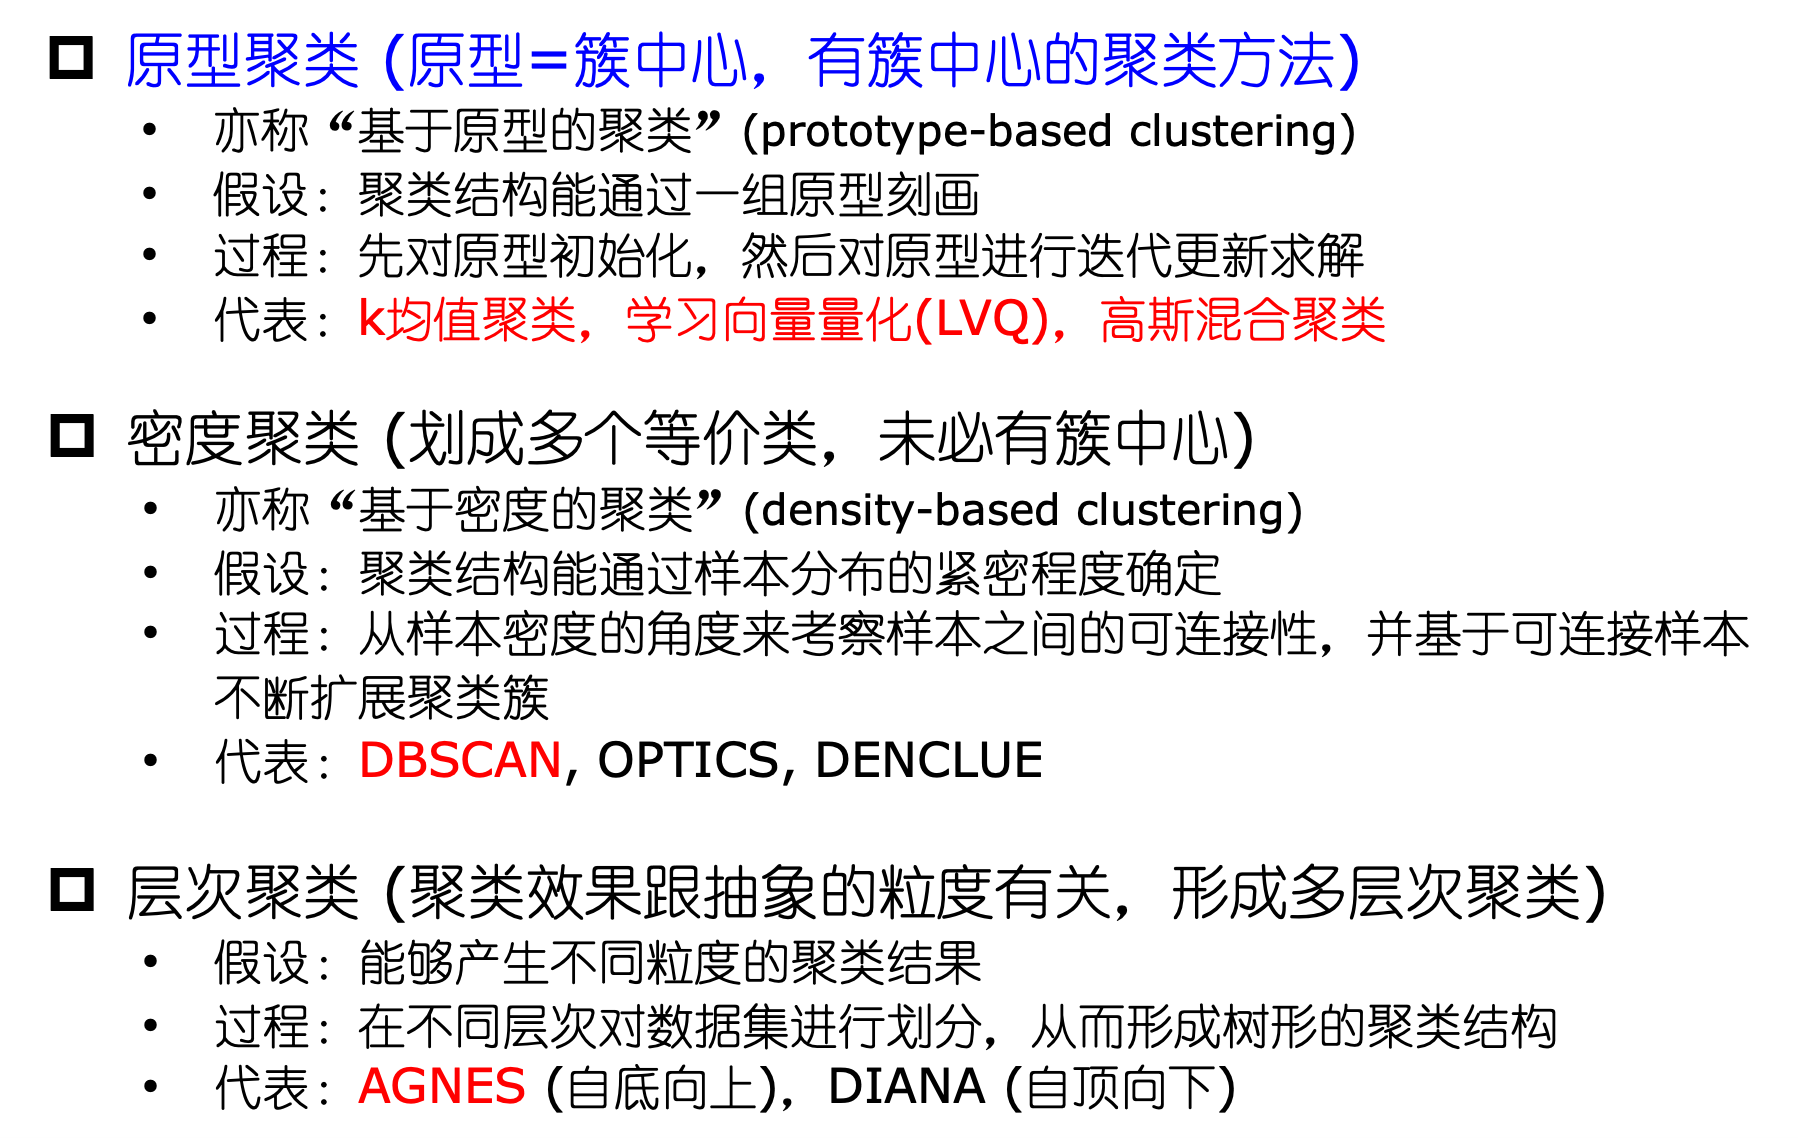 原型聚类 (原型=簇中心，有簇中心的聚类方法)
• 亦称“基于原型的聚类” (prototype-based clustering)
• 假设：聚类结构能通过一组原型刻画
• 过程：先对原型初始化，然后对原型进行迭代更新求解
• 代表：k均值聚类，学习向量量化(LVQ)，高斯混合聚类
密度聚类 (划成多个等价类，未必有簇中心)
• 亦称“基于密度的聚类” (density-based clustering)
• 假设：聚类结构能通过样本分布的紧密程度确定
• 过程：从样本密度的角度来考察样本之间的可连接性，并基于可连接样本
不断扩展聚类簇
• 代表：DBSCAN, OPTICS, DENCLUE
层次聚类 (聚类效果跟抽象的粒度有关，形成多层次聚类)
• 假设：能够产生不同粒度的聚类结果
• 过程：在不同层次对数据集进行划分，从而形成树形的聚类结构
• 代表：AGNES (自底向上)，DIANA (自顶向下)